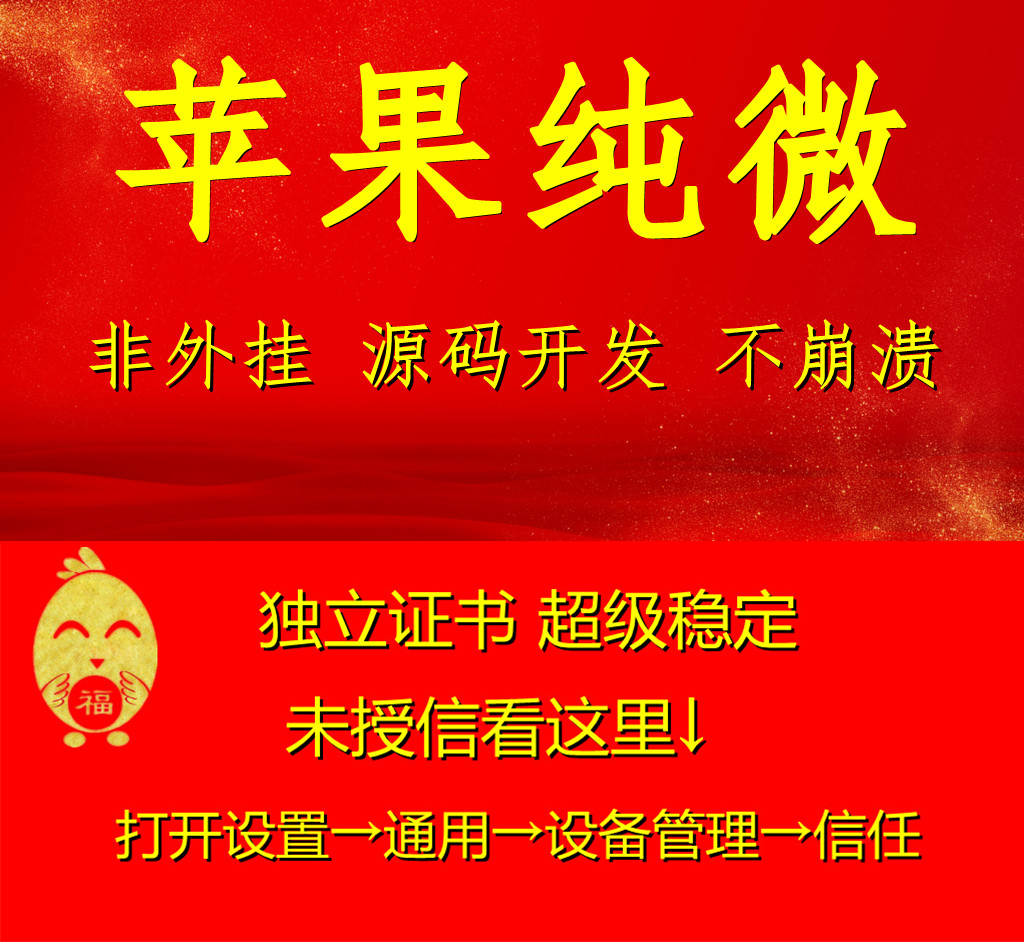 苹果纯微
非外挂 源码开发 不崩溃
独立证书 超级稳定
福
未授信看这里↓
打开设置→通用→设备管理→信任